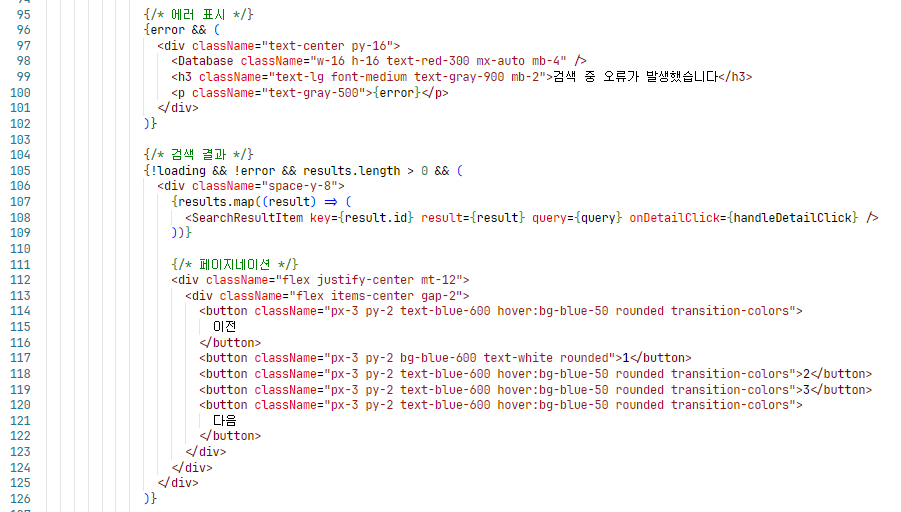 95 {/* 에러 표시 */}
96 {error && (
97 <div className="text-center py-16">
98 <Database className="w-16 h-16 text-red-300 mx-auto mb-4" />
99 <h3 className="text-lg font-medium text-gray-900 mb-2">검색 중 오류가 발생했습니다</h3>
100 <p className="text-gray-500">{error}</p>
101 </div>
102 )}
103
104 {/* 검색 결과 */}
105 {!loading && !error && results.length > 0 && (
106 <div className="space-y-8">
107 {results.map((result) => (
108 <SearchResultItem key={result.id} result={result} query={query} onDetailClick={handleDetailClick} />
109 ))}
110
111 {/* 페이지네이션 */}
112 <div className="flex justify-center mt-12">
113 <div className="flex items-center gap-2">
114 <button className="px-3 py-2 text-blue-600 hover:bg-blue-50 rounded transition-colors">
115 이전
116 </button>
117 <button className="px-3 py-2 bg-blue-600 text-white rounded">1</button>
118 <button className="px-3 py-2 text-blue-600 hover:bg-blue-50 rounded transition-colors">2</button>
119 <button className="px-3 py-2 text-blue-600 hover:bg-blue-50 rounded transition-colors">3</button>
120 <button className="px-3 py-2 text-blue-600 hover:bg-blue-50 rounded transition-colors">
121 다음
122 </button>
123 </div>
124 </div>
125 </div>
126 )}